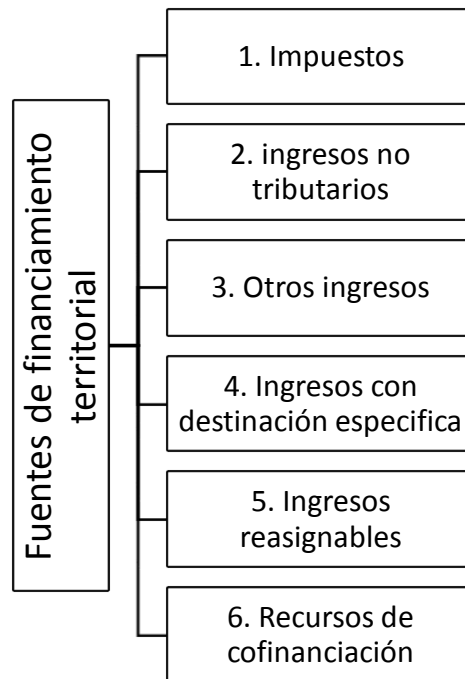 Fuentes de financiamiento
territorial
1. Impuestos
2. ingresos no
tributarios
3. Otros ingresos
4. Ingresos con
destinación especifica
5. Ingresos
reasignables
6. Recursos de
cofinanciación